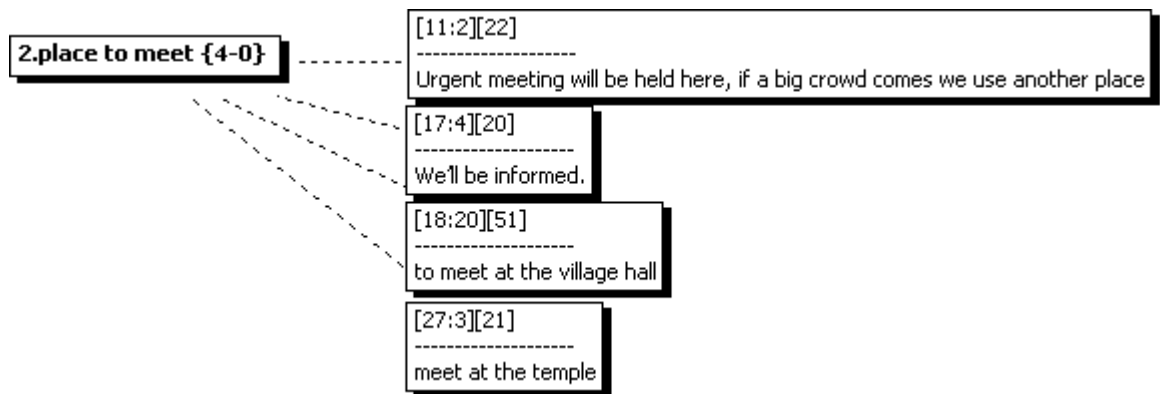 2.place to meet {4-0}
[11:2][22]
--------------------
Urgent meeting will be held here, if a big crowd comes we use another place
[17:4][20]
--------------------
We'll be informed.
[18:20][51]
--------------------
to meet at the village hall
[27:3][21]
--------------------
meet at the temple